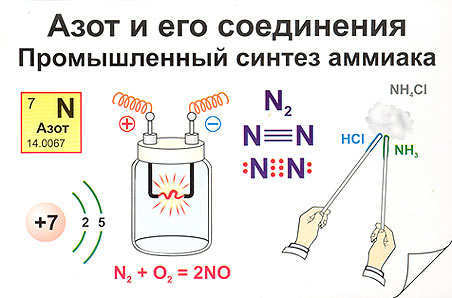 Азот и его соединения
Промышленный синтез аммиака
7 N
Азот
14.0067
+ −
N₂
N≡N
:N⋮⋮N:
NH₄Cl
HCl
NH₃
+7 2 5
N₂ + O₂ = 2NO